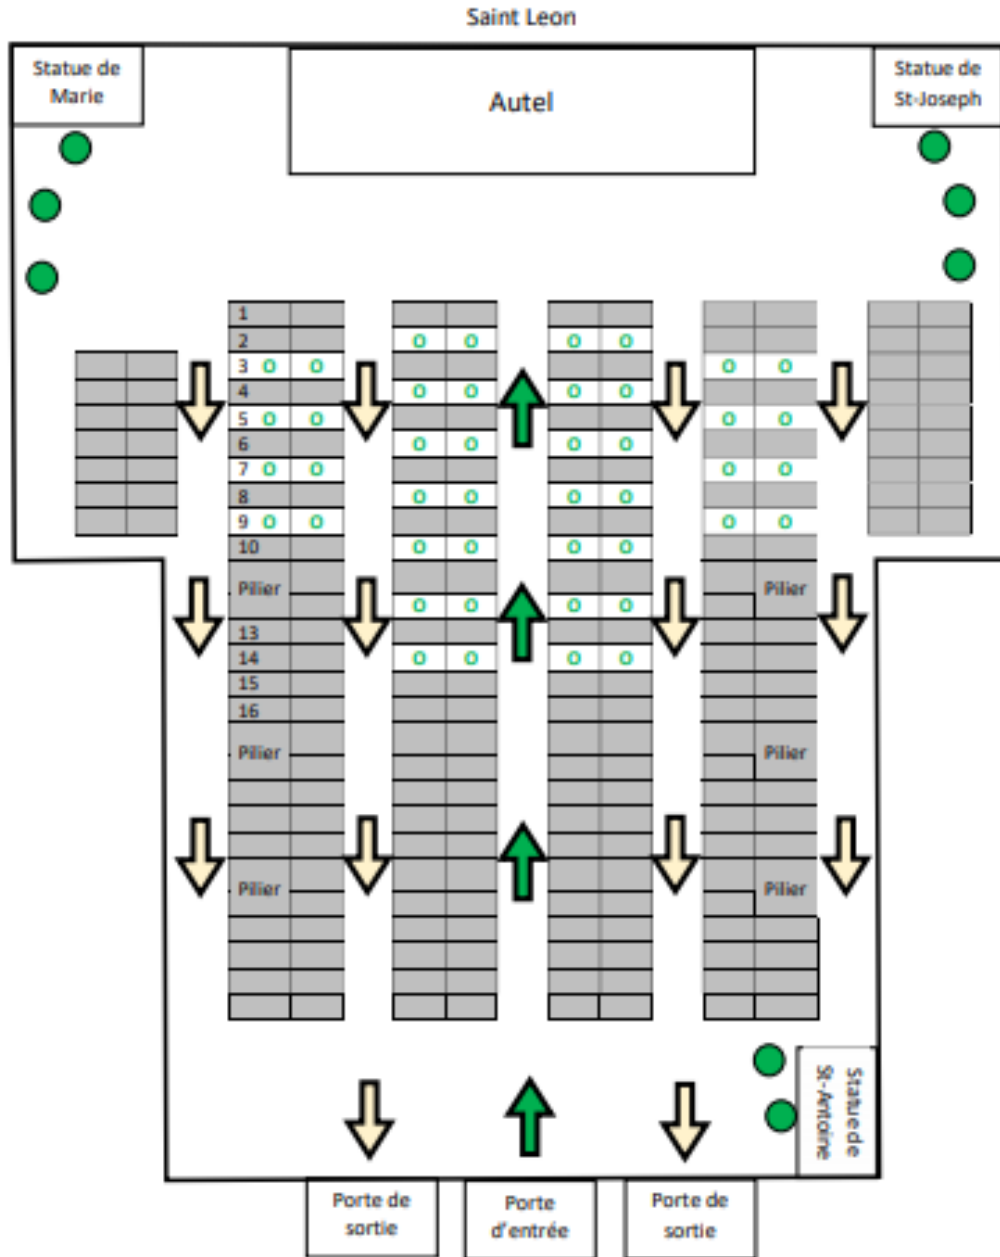 Saint Leon
Statue de
Marie
Autel
Statue de
St-Joseph
1
2 O O O O
3 O O O O
4 O O O O
5 O O O O
6 O O O O
7 O O O O
8 O O O O
9 O O O O
10 O O O O
Pilier Pilier
O O O O
13
14 O O O O
15
16
Pilier Pilier
Pilier Pilier
Statue de
St-Antoine
Porte de
sortie
Porte
d'entrée
Porte de
sortie